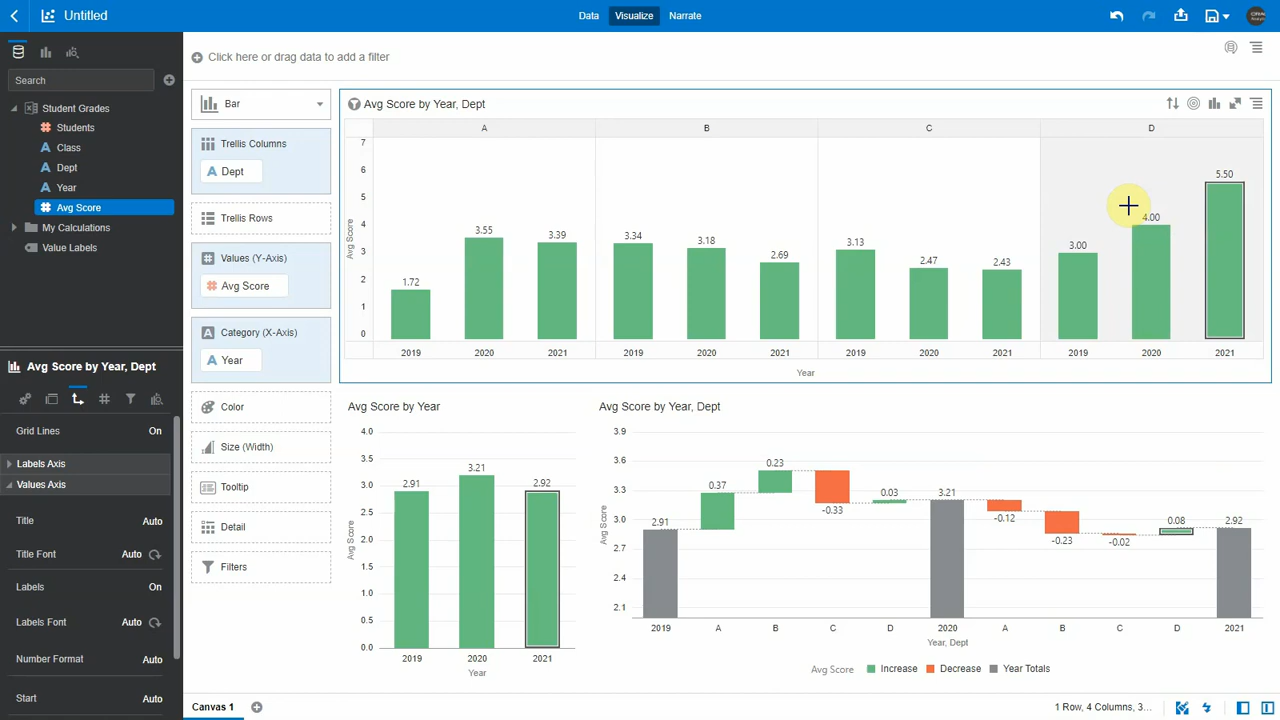 Untitled
Data
Visualize
Narrate
Search
Student Grades
Students
Class
Dept
Year
Avg Score
My Calculations
Value Labels
Avg Score by Year, Dept
Grid Lines
On
Labels Axis
Values Axis
Title
Auto
Title Font
Auto
Labels
On
Labels Font
Auto
Number Format
Auto
Start
Auto
Click here or drag data to add a filter
Bar
Trellis Columns
Dept
Trellis Rows
Values (Y-Axis)
Avg Score
Category (X-Axis)
Year
Color
Size (Width)
Tooltip
Detail
Filters
Avg Score by Year, Dept
A B C D
7
6
5
4
3
2
1
0
Avg Score
1.72 3.55 3.39 3.34 3.18 2.69 3.13 2.47 2.43 3.00 4.00 5.50
2019 2020 2021 2019 2020 2021 2019 2020 2021 2019 2020 2021
Year
Avg Score by Year
4.0
3.5
3.0
2.5
2.0
1.5
1.0
0.5
0.0
Avg Score
2.91 3.21 2.92
2019 2020 2021
Year
Avg Score by Year, Dept
3.9
3.6
3.3
3.0
2.7
2.4
2.1
Avg Score
2.91 0.37 0.23 -0.33 0.03 3.21 -0.12 -0.23 -0.02 0.08 2.92
2019 A B C D 2020 A B C D 2021
Year, Dept
Avg Score Increase Decrease Year Totals
Canvas 1
1 Row, 4 Columns, 3...